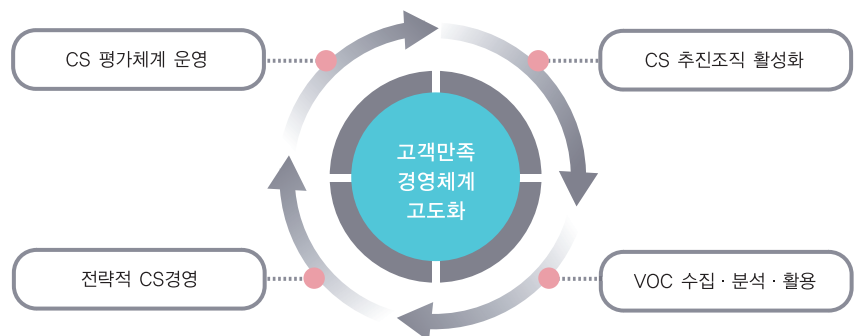 CS 평가체계 운영
CS 추진조직 활성화
고객만족
경영체계
고도화
전략적 CS경영
VOC 수집 · 분석 · 활용